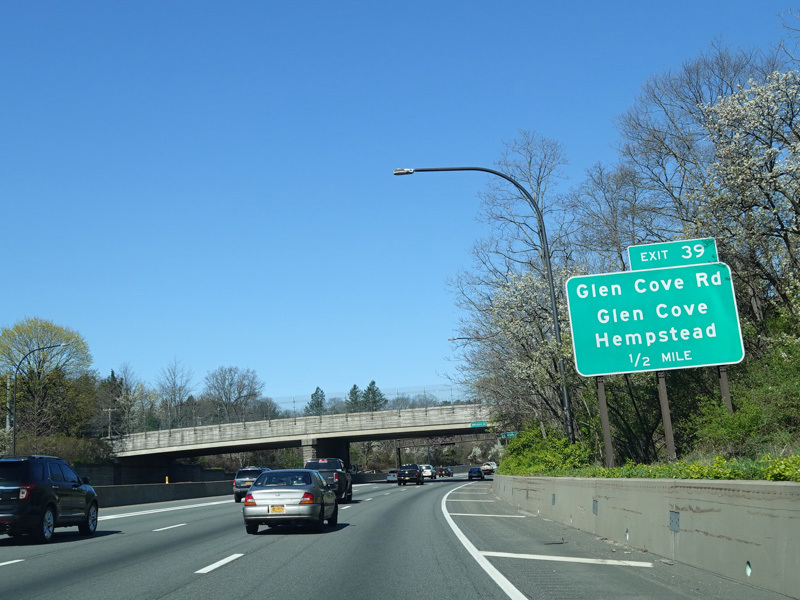 EXIT 39
Glen Cove Rd
Glen Cove
Hempstead
1/2 MILE